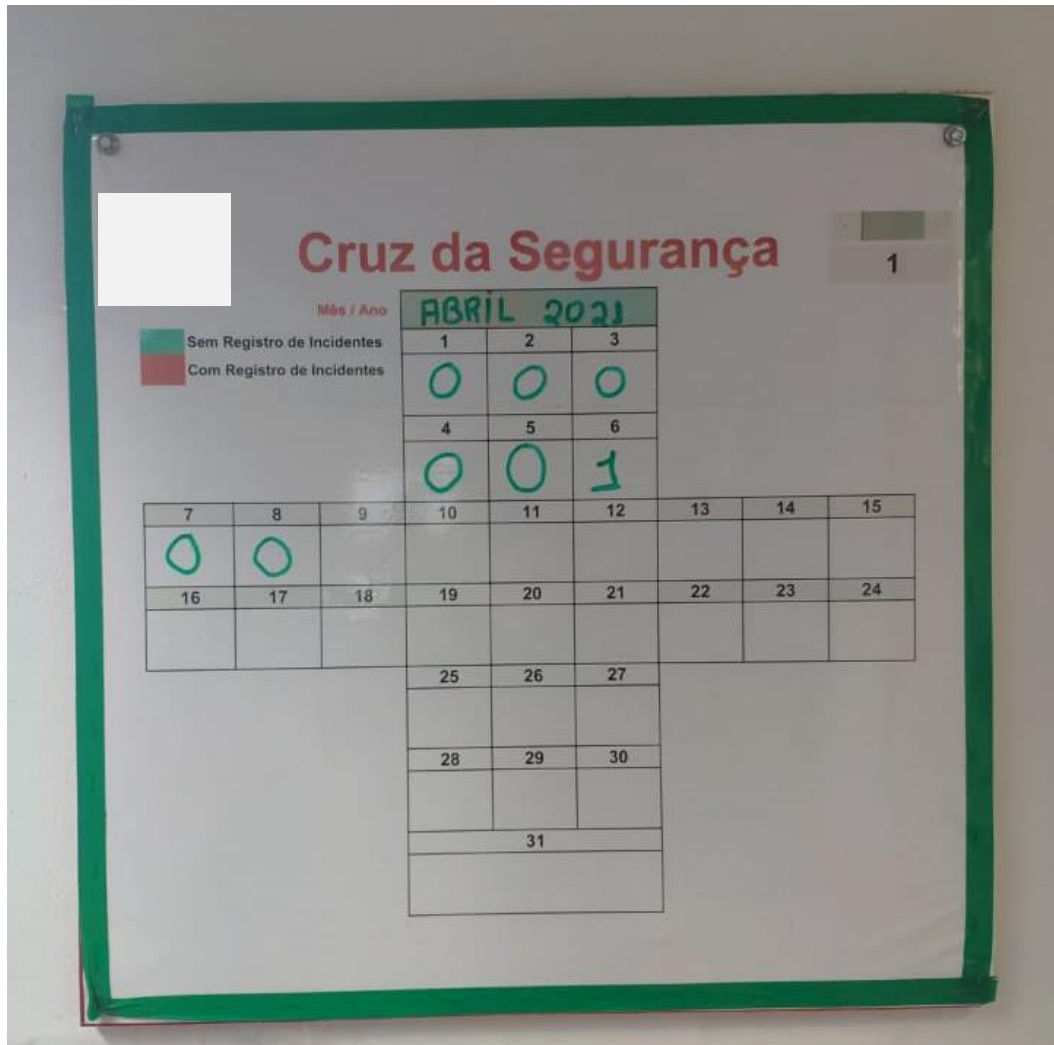 Cruz da Segurança
1
Mês / Ano ABRIL 2021
Sem Registro de Incidentes
Com Registro de Incidentes
1 2 3
0 0 0
4 5 6
0 0 1
7 8 9 10 11 12 13 14 15
0 0
16 17 18 19 20 21 22 23 24
25 26 27
28 29 30
31